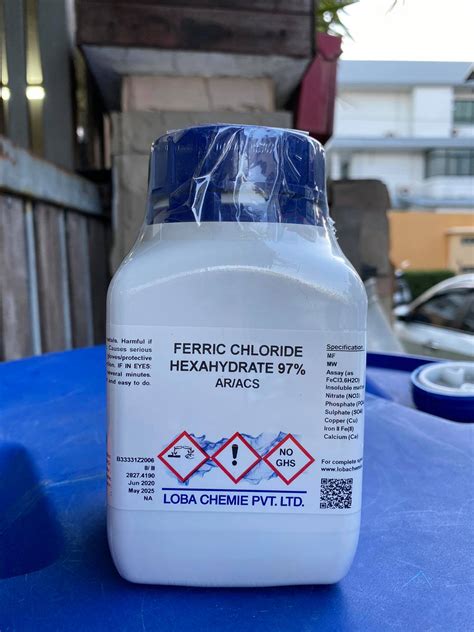 FERRIC CHLORIDE
HEXAHYDRATE 97%
AR/ACS
Harmful if
Causes serious
gloves/protective
IF IN EYES:
several minutes.
and easy to do.
B33331Z2006
B/ B
2827.4190
Jun 2020
May 2025
NA
NO
GHS
LOBA CHEMIE PVT. LTD.
Specification
MF
MW
Assay (as
FeCl3.6H2O)
Insoluble
Nitrate (NO3)
Phosphate
Sulphate (SO4
Copper (Cu)
Iron II Fe(II)
Calcium (Ca)
For complete
www.lobachemie